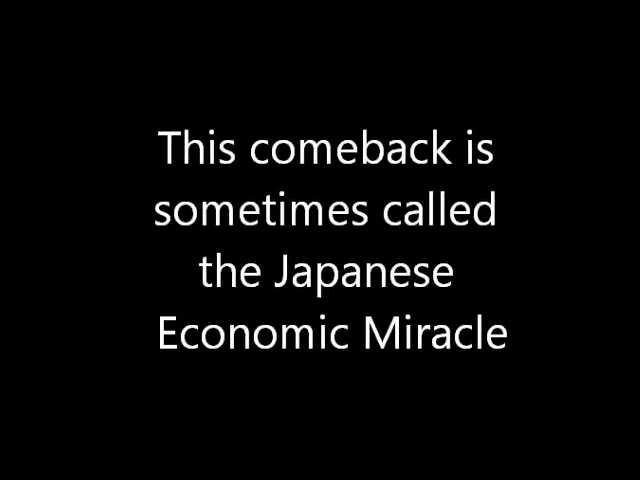 This comeback is
sometimes called
the Japanese
Economic Miracle